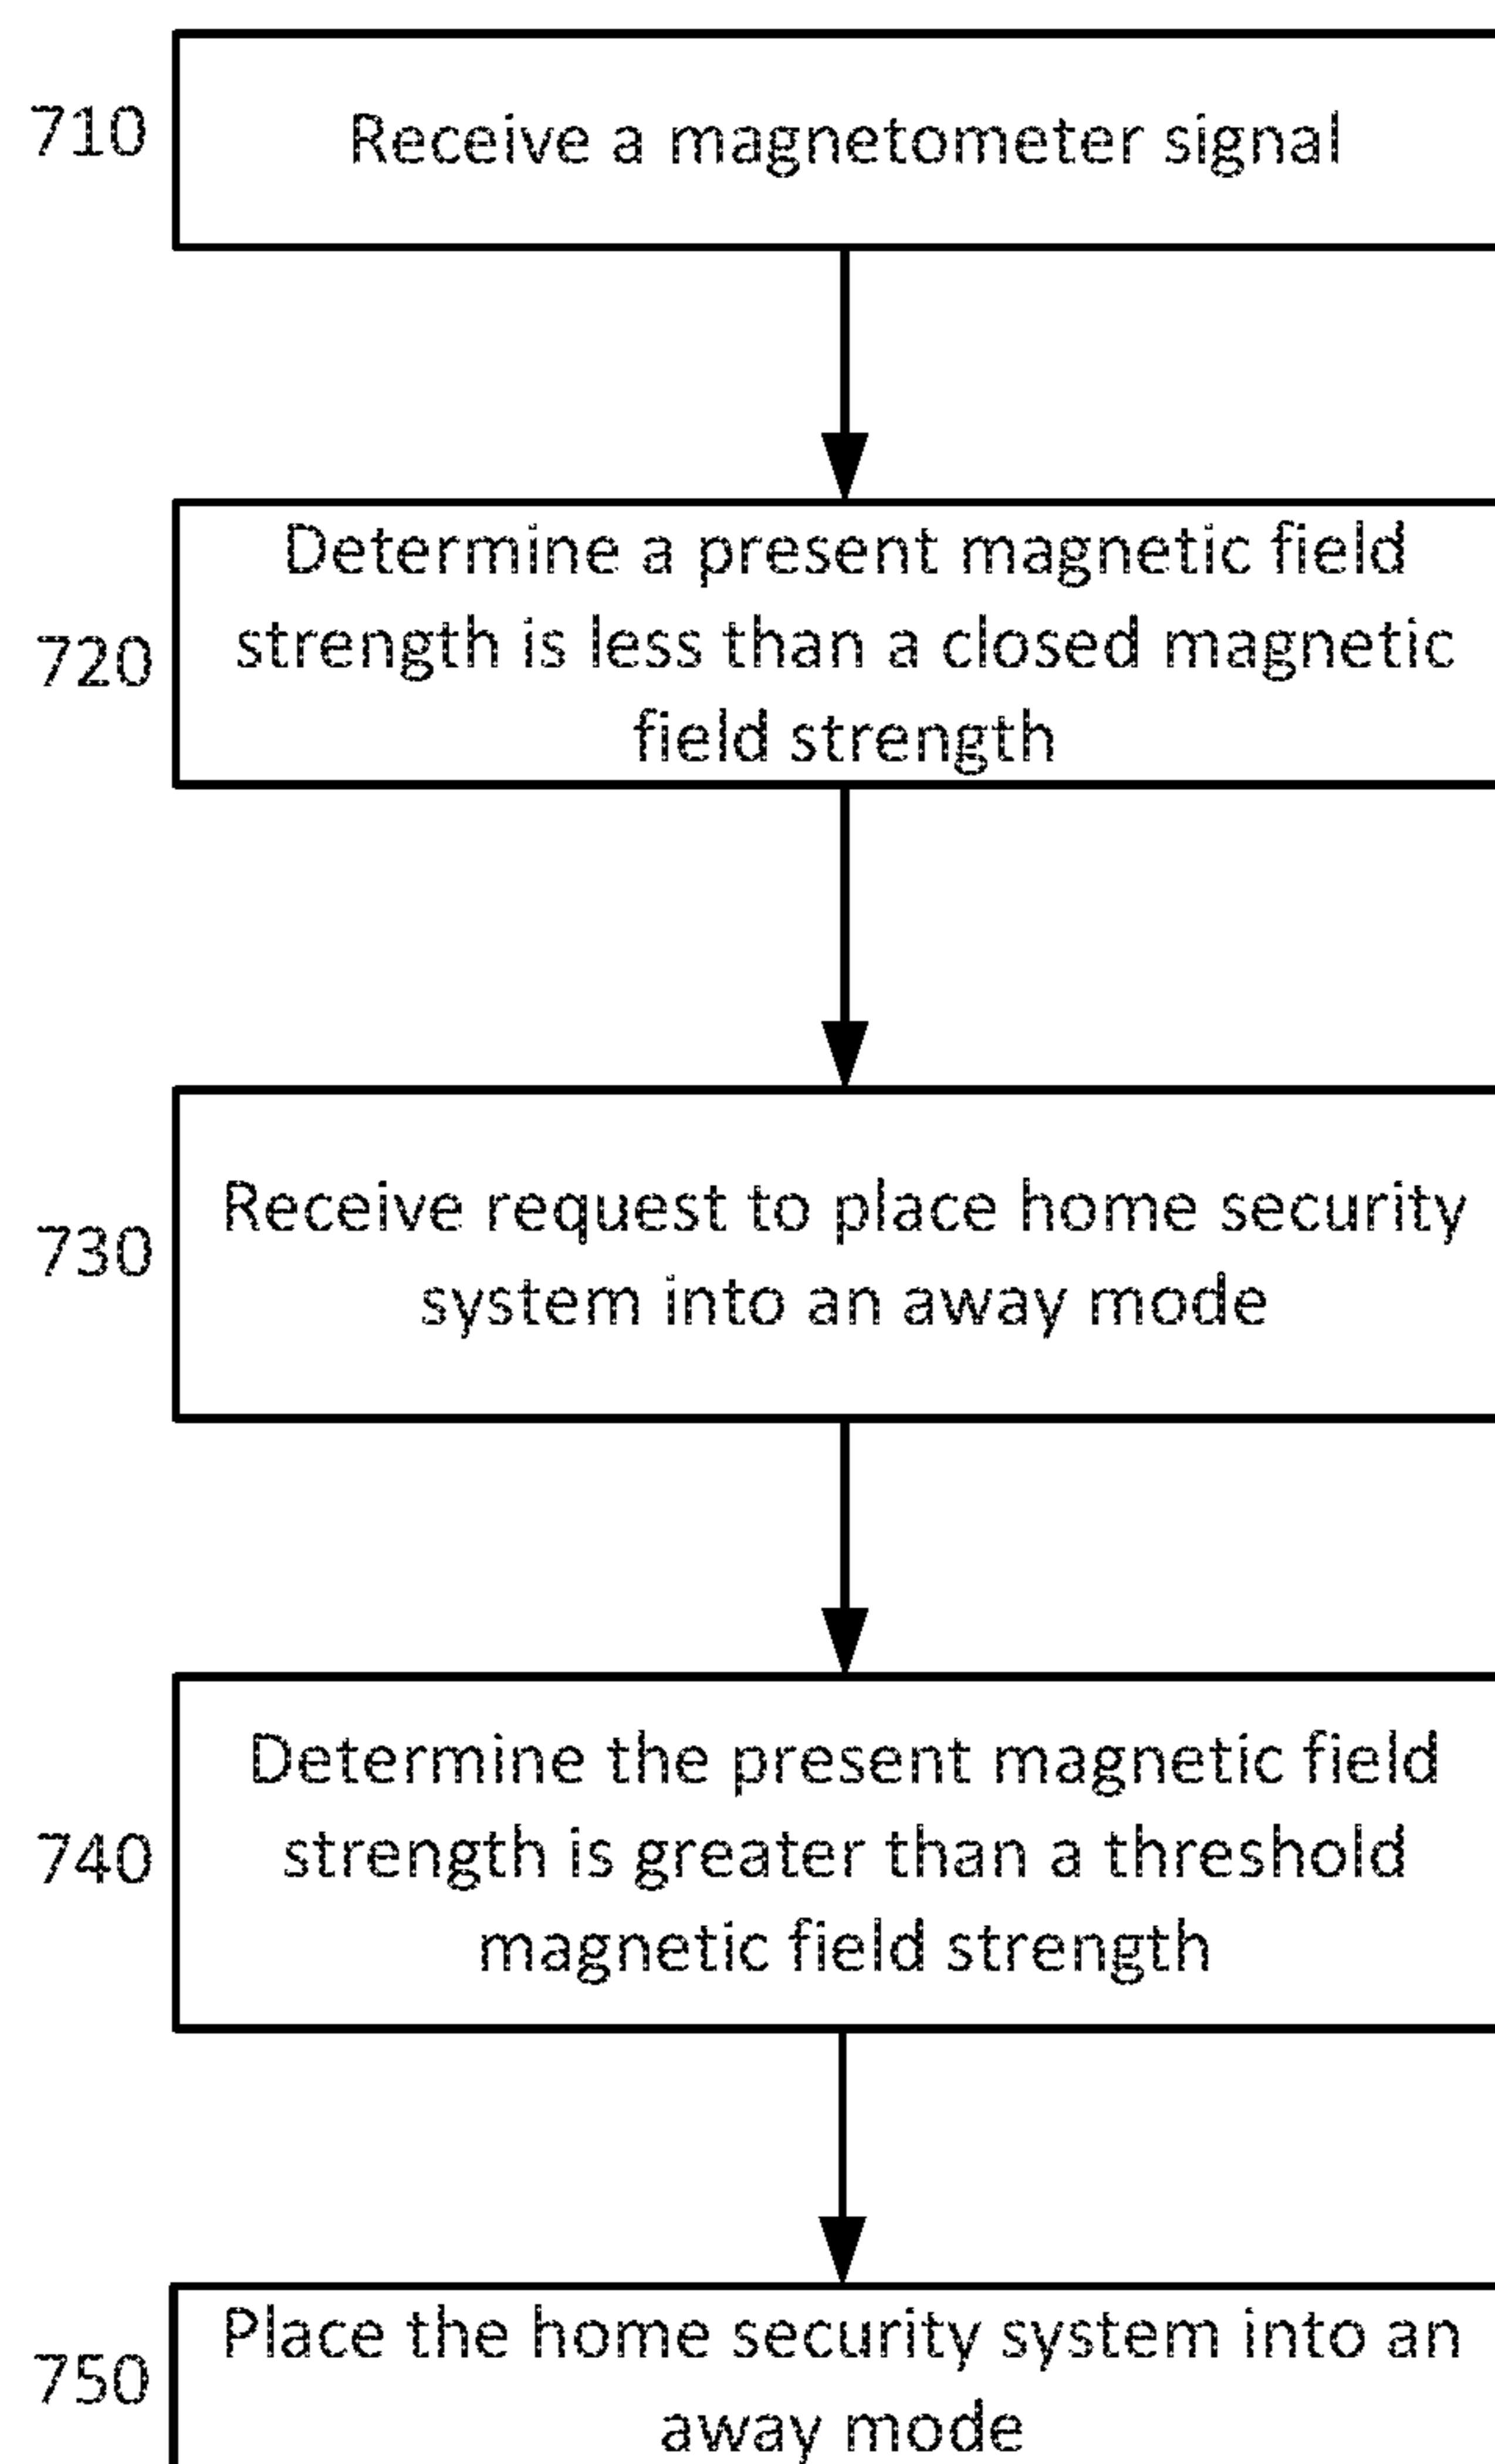 710
Receive a magnetometer signal
Determine a present magnetic field
720
strength is less than a closed magnetic
field strength
Receive request to place home security
730
system into an away mode
Determine the present magnetic field
740
strength is greater than a threshold
magnetic field strength
Place the home security system into an
750
away mode